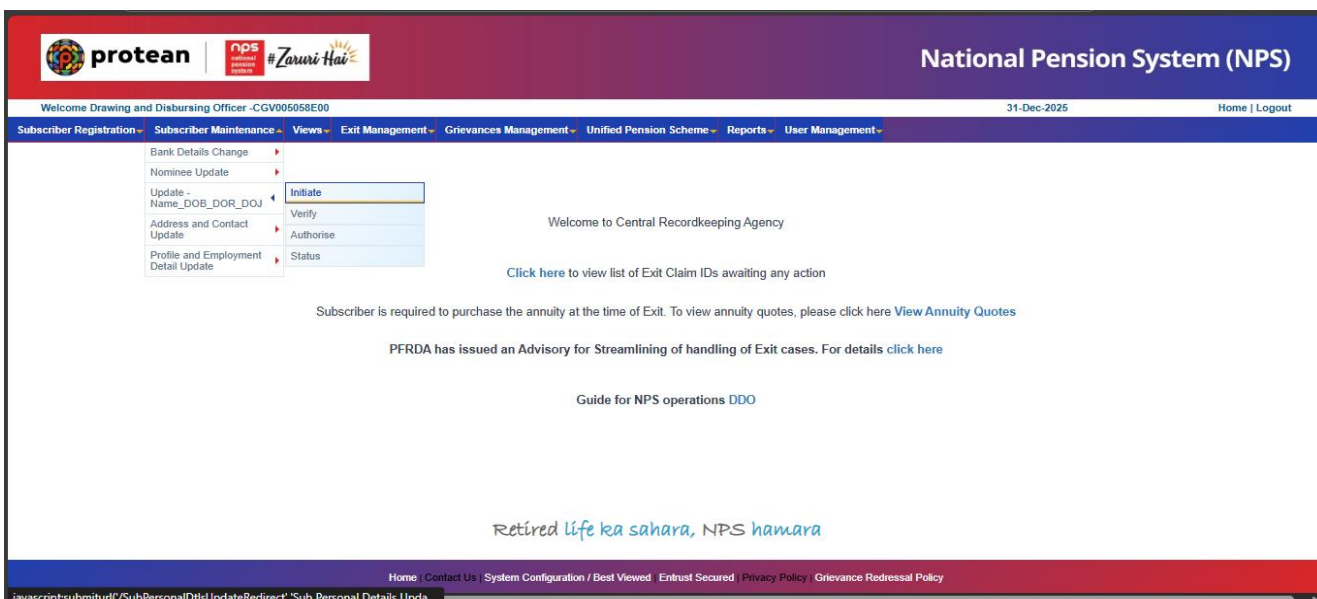 protean
nps
national
pension
system
#Zaruri Hai
National Pension System (NPS)
Welcome Drawing and Disbursing Officer -CGV005058E00
31-Dec-2025
Home | Logout
Subscriber Registration Subscriber Maintenance Views Exit Management Grievances Management Unified Pension Scheme Reports User Management
Bank Details Change
Nominee Update
Update -
Name_DOB_DOR_DOJ
Address and Contact
Update
Profile and Employment
Detail Update
Initiate
Verify
Authorise
Status
Welcome to Central Recordkeeping Agency
Click here to view list of Exit Claim IDs awaiting any action
Subscriber is required to purchase the annuity at the time of Exit. To view annuity quotes, please click here View Annuity Quotes
PFRDA has issued an Advisory for Streamlining of handling of Exit cases. For details click here
Guide for NPS operations DDO
Retired life ka sahara, NPS hamara
Home | Contact Us | System Configuration / Best Viewed | Entrust Secured | Privacy Policy | Grievance Redressal Policy
javascript:submiturl('/SubPersonalDtlsUpdateRedirect','Sub Personal Details Upda...